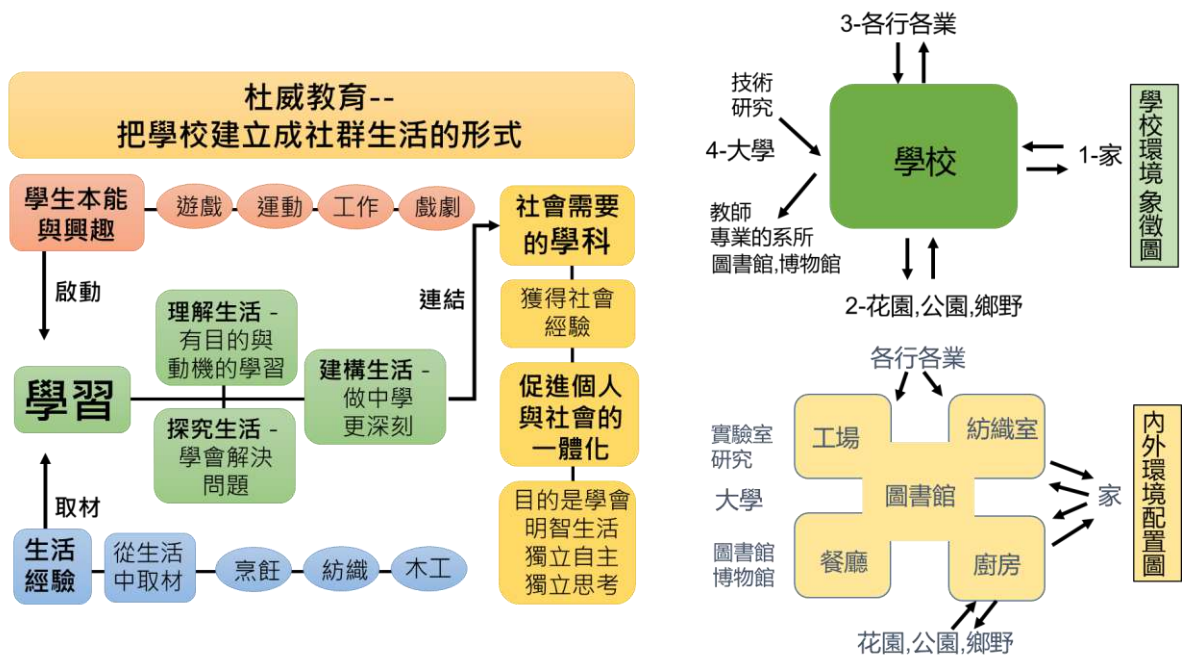 杜威教育--
把學校建立成社群生活的形式
學生本能
與興趣
遊戲
運動
工作
戲劇
啟動
學習
理解生活 -
有目的與
動機的學習
探究生活 -
學會解決
問題
建構生活 -
做中學
更深刻
連結
取材
生活
經驗
從生活
中取材
烹飪
紡織
木工
社會需要
的學科
獲得社會
經驗
促進個人
與社會的
一體化
目的是學會
明智生活
獨立自主
獨立思考
3-各行各業
技術
研究
4-大學
學校
1-家
教師
專業的系所
圖書館,博物館
2-花園,公園,鄉野
學校環境 象徵圖
各行各業
實驗室
研究
大學
圖書館
博物館
工場
紡織室
圖書館
餐廳
廚房
家
花園,公園,鄉野
內外環境配置圖